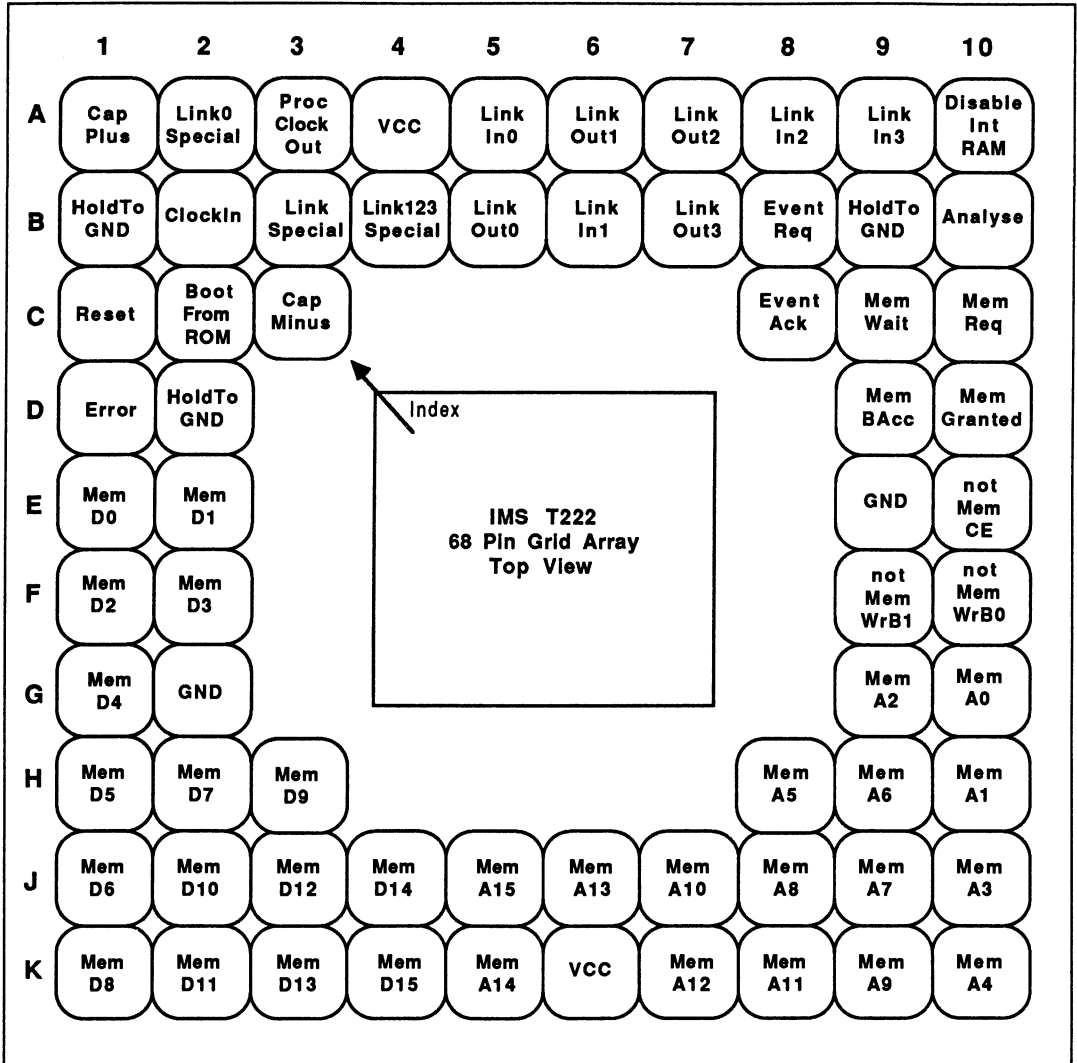 1 2 3 4 5 6 7 8 9 10
A
Cap Plus
Link0 Special
Proc Clock Out
VCC
Link In0
Link Out1
Link Out2
Link In2
Link In3
Disable Int RAM
B
HoldTo GND
ClockIn
Link Special
Link123 Special
Link Out0
Link In1
Link Out3
Event Req
HoldTo GND
Analyse
C
Reset
Boot From ROM
Cap Minus
Event Ack
Mem Wait
Mem Req
D
Error
HoldTo GND
Index
Mem BAcc
Mem Granted
E
Mem D0
Mem D1
GND
not Mem CE
IMS T222
68 Pin Grid Array
Top View
F
Mem D2
Mem D3
not Mem WrB1
not Mem WrB0
G
Mem D4
GND
Mem A2
Mem A0
H
Mem D5
Mem D7
Mem D9
Mem A5
Mem A6
Mem A1
J
Mem D6
Mem D10
Mem D12
Mem D14
Mem A15
Mem A13
Mem A10
Mem A8
Mem A7
Mem A3
K
Mem D8
Mem D11
Mem D13
Mem D15
Mem A14
VCC
Mem A12
Mem A11
Mem A9
Mem A4